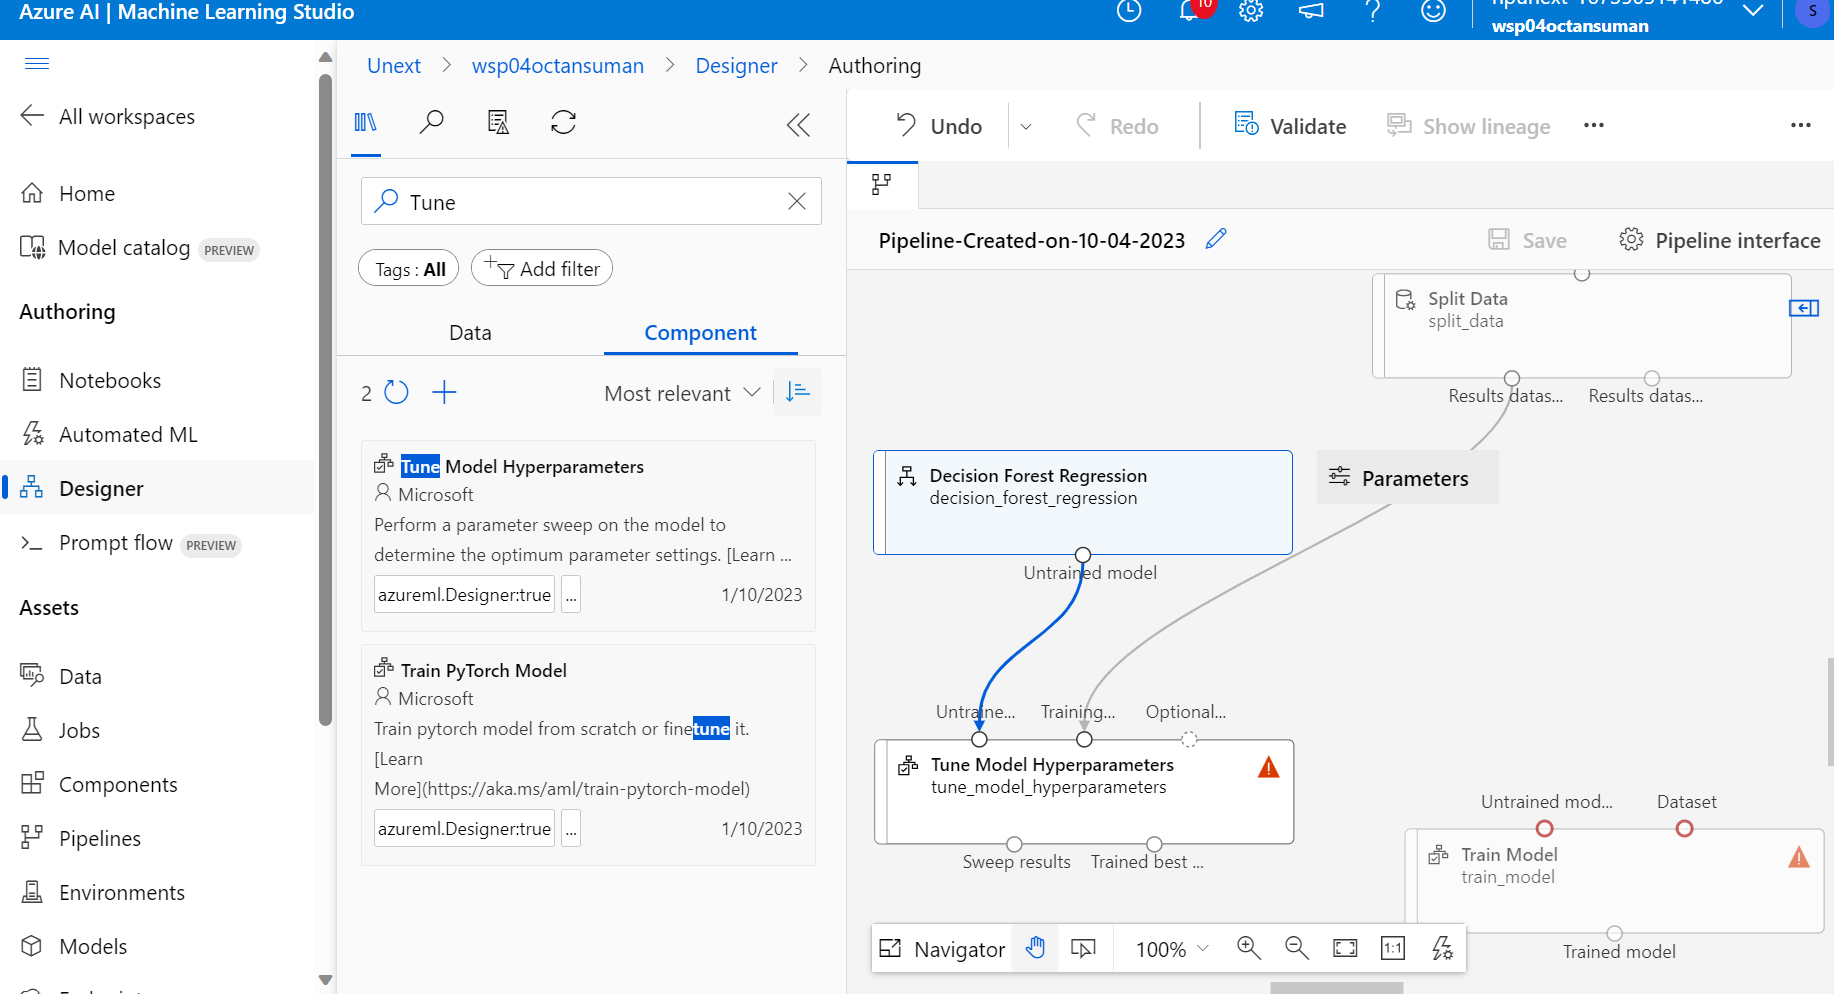 Azure AI | Machine Learning Studio
10
wsp04octansuman
S
All workspaces
Home
Model catalog PREVIEW
Authoring
Notebooks
Automated ML
Designer
Prompt flow PREVIEW
Assets
Data
Jobs
Components
Pipelines
Environments
Models
Unext > wsp04octansuman > Designer > Authoring
Tune
Tags : All
Add filter
Data
Component
2
Most relevant
Tune Model Hyperparameters
Microsoft
Perform a parameter sweep on the model to
determine the optimum parameter settings. [Learn ...
azureml.Designer:true
...
1/10/2023
Train PyTorch Model
Microsoft
Train pytorch model from scratch or finetune it.
[Learn
More](https://aka.ms/aml/train-pytorch-model)
azureml.Designer:true
...
1/10/2023
Undo
Redo
Validate
Show lineage
Pipeline-Created-on-10-04-2023
Save
Pipeline interface
Split Data
split_data
Results datas...
Results datas...
Decision Forest Regression
decision_forest_regression
Parameters
Untrained model
Untraine...
Training...
Optional...
Tune Model Hyperparameters
tune_model_hyperparameters
Sweep results
Trained best ...
Untrained mod...
Dataset
Train Model
train_model
Trained model
Navigator
100%
1:1